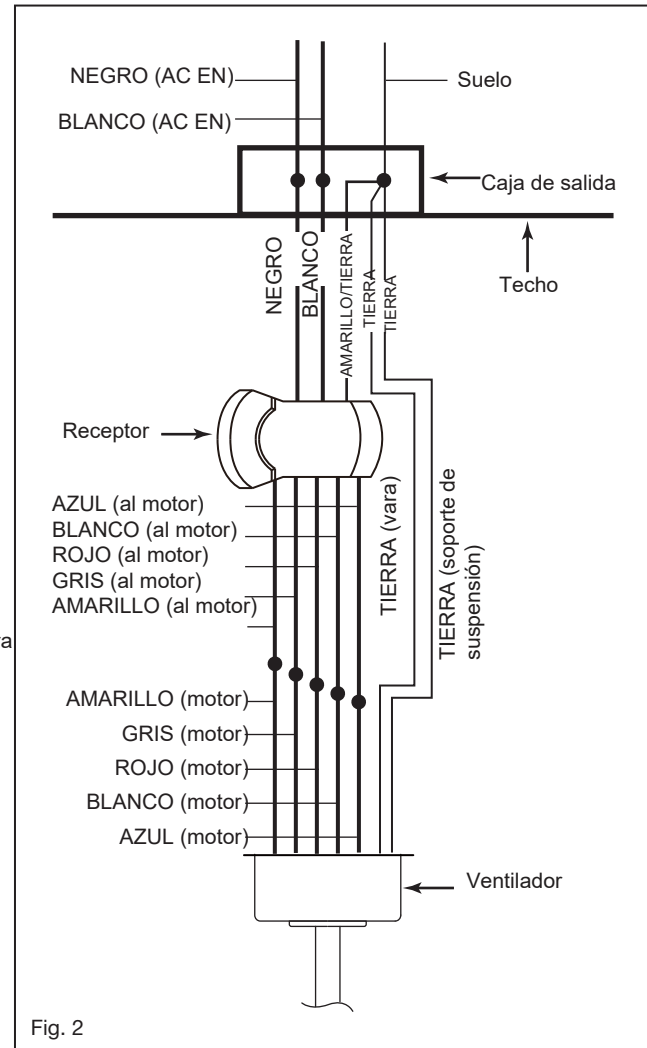 NEGRO (AC EN)
Suelo
BLANCO (AC EN)
Caja de salida
Techo
NEGRO
BLANCO
AMARILLO/TIERRA
TIERRA
TIERRA
Receptor
AZUL (al motor)
BLANCO (al motor)
ROJO (al motor)
GRIS (al motor)
AMARILLO (al motor)
TIERRA (vara)
TIERRA (soporte de
suspensión)
AMARILLO (motor)
GRIS (motor)
ROJO (motor)
BLANCO (motor)
AZUL (motor)
Ventilador
Fig. 2